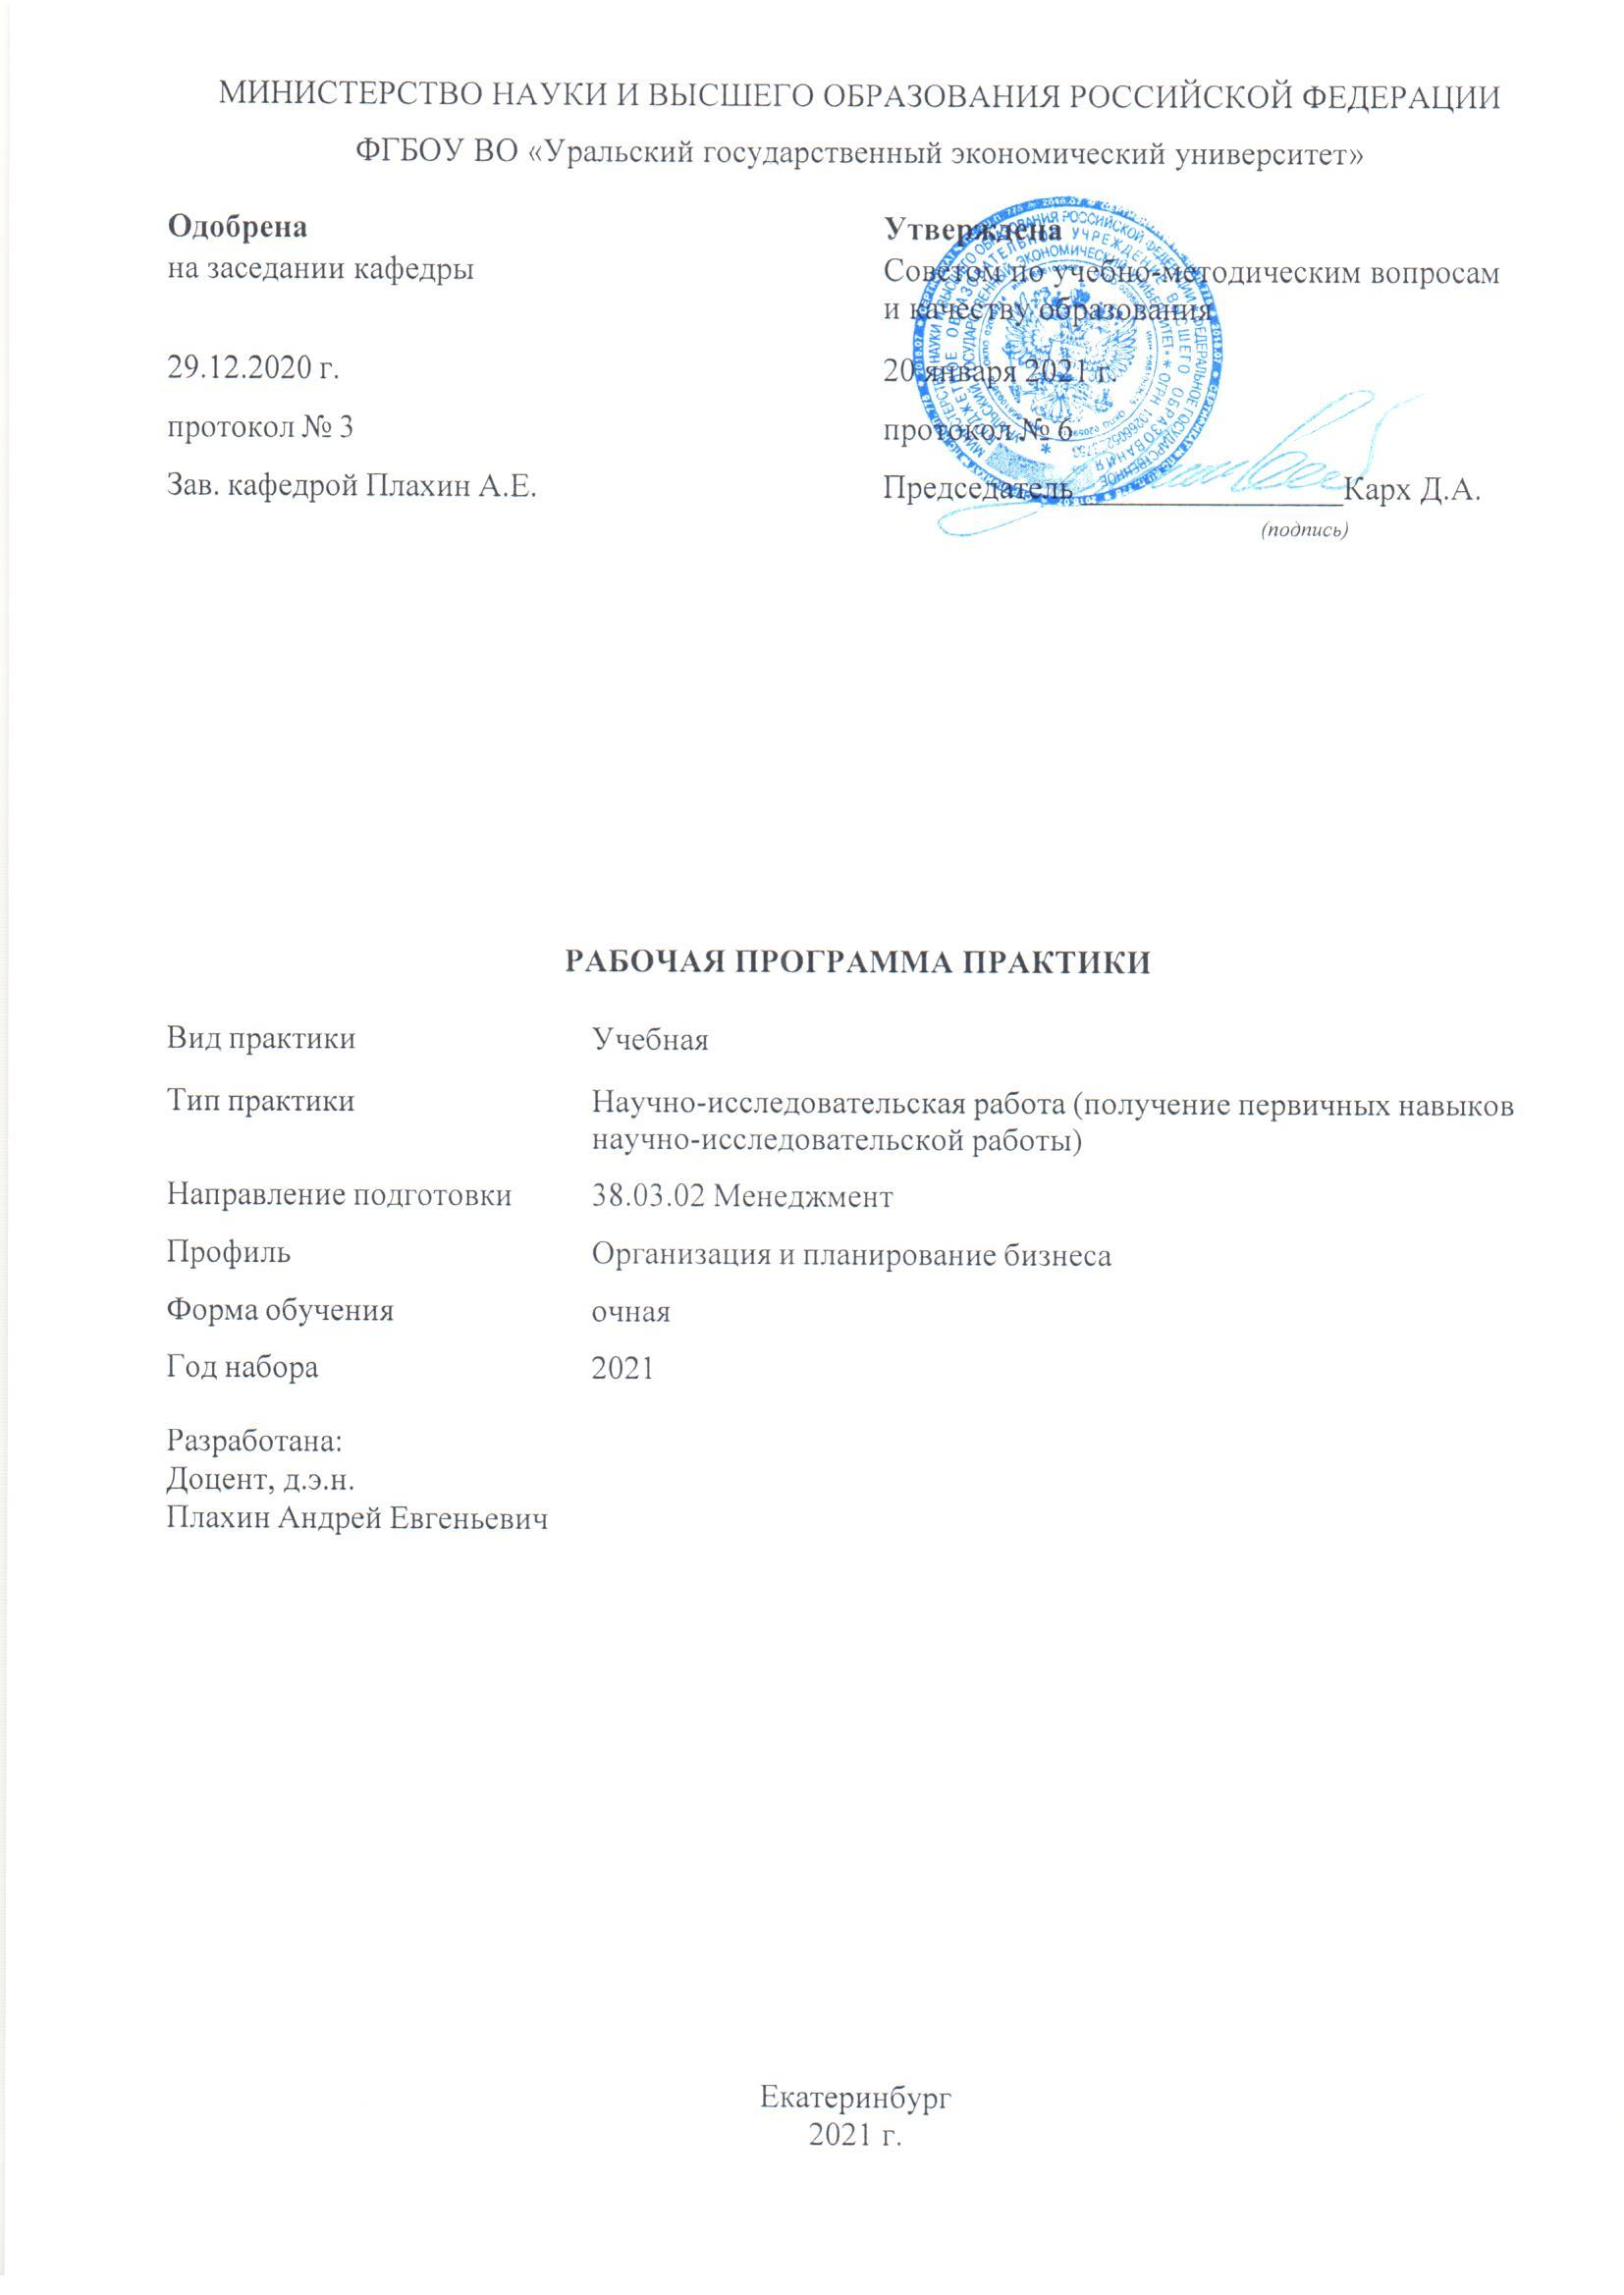 МИНИСТЕРСТВО НАУКИ И ВЫСШЕГО ОБРАЗОВАНИЯ РОССИЙСКОЙ ФЕДЕРАЦИИ
ФГБОУ ВО «Уральский государственный экономический университет»
Одобрена
на заседании кафедры
29.12.2020 г.
протокол № 3
Зав. кафедрой Плахин А.Е.
Утверждена
Советом по учебно-методическим вопросам
и качеству образования
20 января 2021 г.
протокол № 6
Председатель ________________Карх Д.А.
(подпись)
РАБОЧАЯ ПРОГРАММА ПРАКТИКИ
Вид практики Учебная
Тип практики Научно-исследовательская работа (получение первичных навыков
научно-исследовательской работы)
Направление подготовки 38.03.02 Менеджмент
Профиль Организация и планирование бизнеса
Форма обучения очная
Год набора 2021
Разработана:
Доцент, д.э.н.
Плахин Андрей Евгеньевич
Екатеринбург
2021 г.